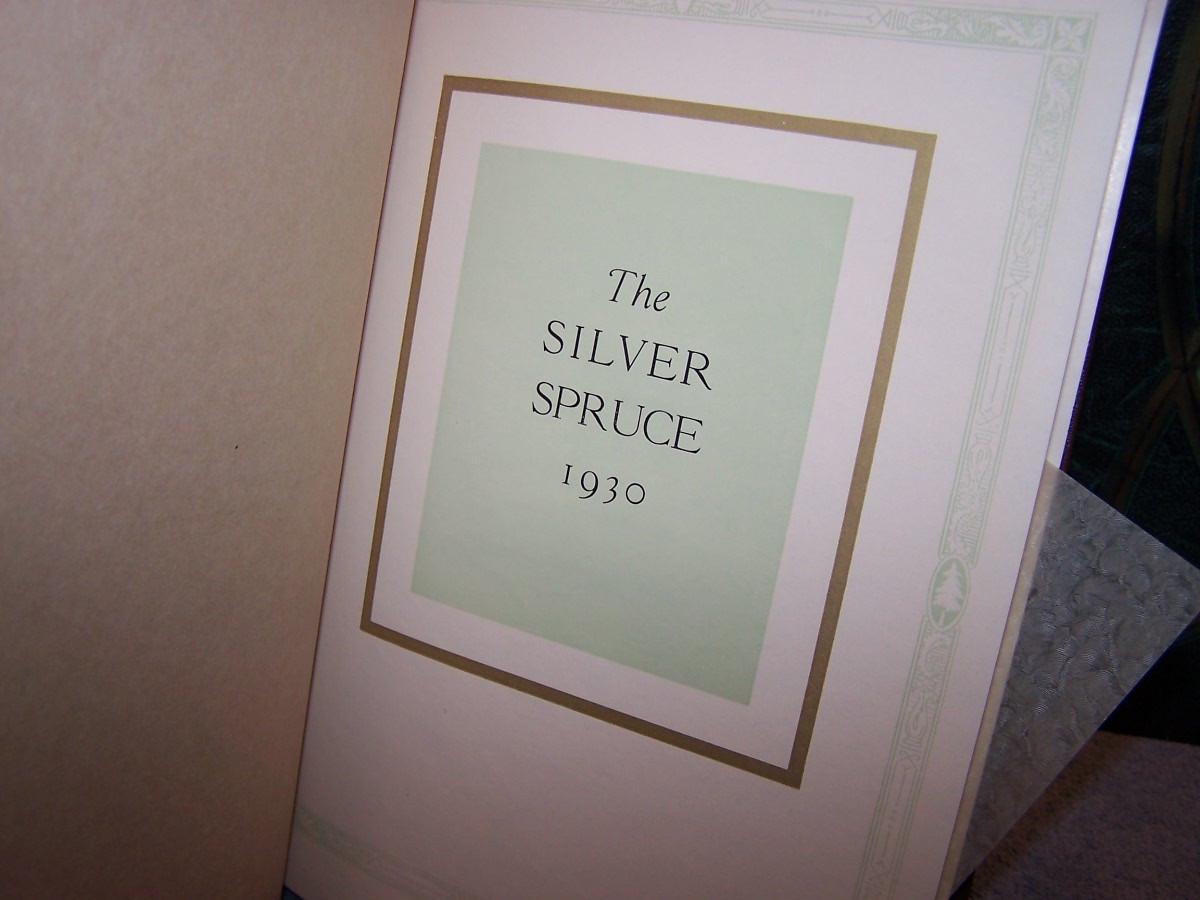 The
SILVER
SPRUCE
1930